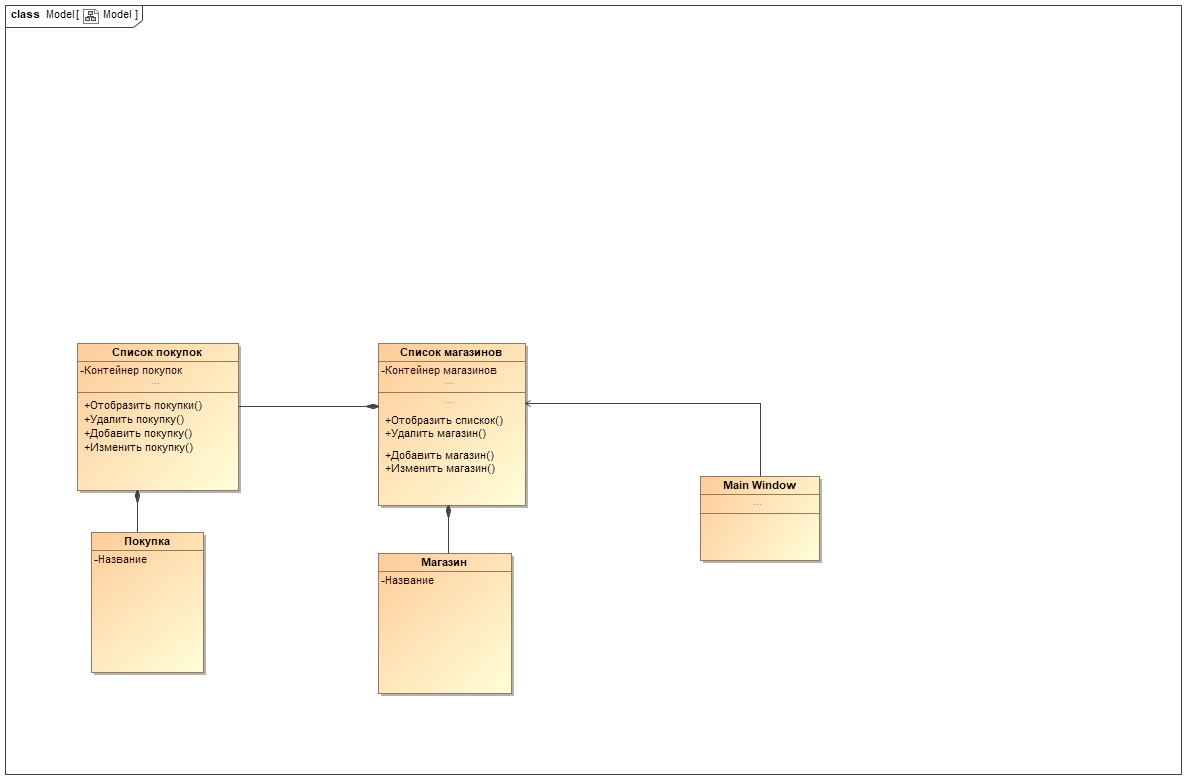 class Model[ Model ]
Список покупок
-Контейнер покупок
...
+Отобразить покупки()
+Удалить покупку()
+Добавить покупку()
+Изменить покупку()
Список магазинов
-Контейнер магазинов
...
...
+Отобразить спискок()
+Удалить магазин()
+Добавить магазин()
+Изменить магазин()
Main Window
...
Покупка
-Название
Магазин
-Название